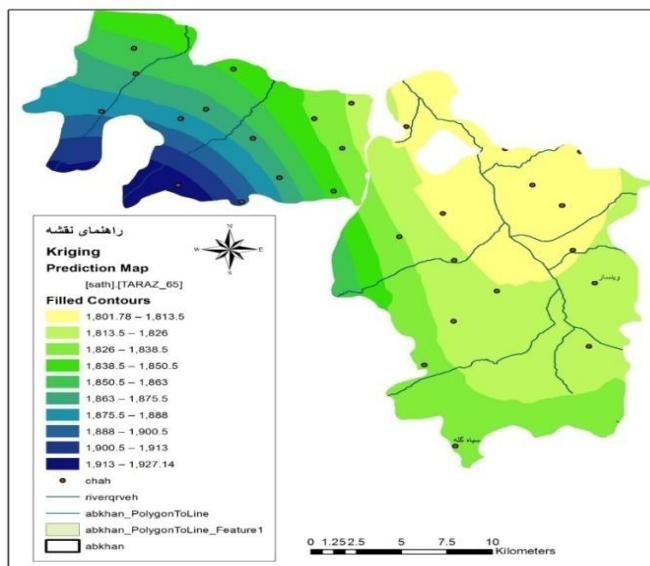 راهنمای نقشه
N
W E
S
Kriging
Prediction Map
[sath].[TARAZ_65]
Filled Contours
1,801.78 – 1,813.5
1,813.5 – 1,826
1,826 – 1,838.5
1,838.5 – 1,850.5
1,850.5 – 1,863
1,863 – 1,875.5
1,875.5 – 1,888
1,888 – 1,900.5
1,900.5 – 1,913
1,913 – 1,927.14
chah
riverqrveh
abkhan_PolygonToLine
abkhan_PolygonToLine_Feature1
abkhan
وینسار
سیاه گله
0 1.25 2.5 5 7.5 10
Kilometers